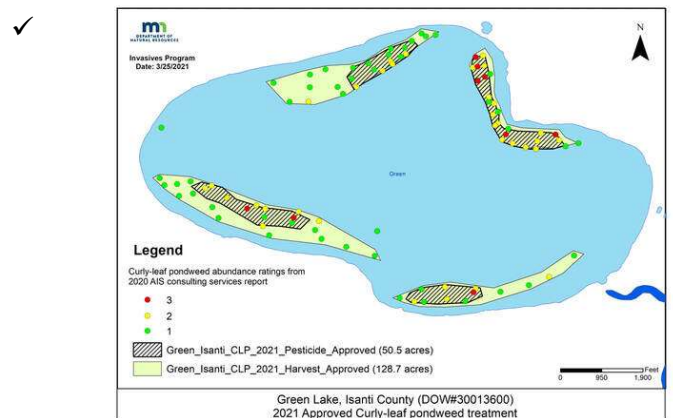 ✓
mn
DEPARTMENT OF
NATURAL RESOURCES
Invasives Program
Date: 3/25/2021
N
Green
Legend
Curly-leaf pondweed abundance ratings from
2020 AIS consulting services report
3
2
1
Green_Isanti_CLP_2021_Pesticide_Approved (50.5 acres)
Green_Isanti_CLP_2021_Harvest_Approved (128.7 acres)
Feet
0 950 1,900
Green Lake, Isanti County (DOW#30013600)
2021 Approved Curly-leaf pondweed treatment